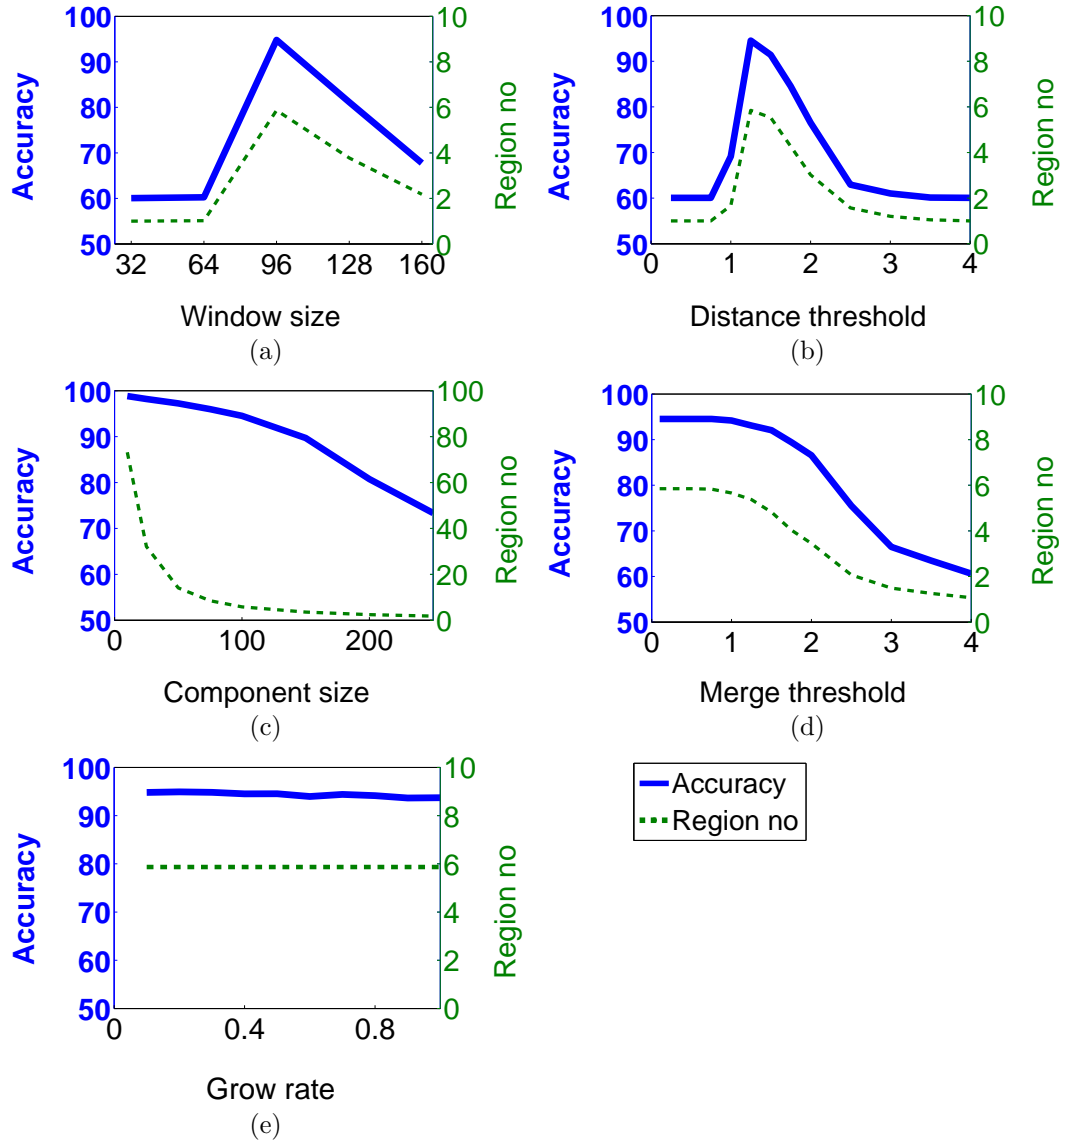 100
90
80
70
60
50
Accuracy
10
8
6
4
2
0
Region no
32 64 96 128 160
Window size
(a)
100
90
80
70
60
50
Accuracy
10
8
6
4
2
0
Region no
0 1 2 3 4
Distance threshold
(b)
100
90
80
70
60
50
Accuracy
100
80
60
40
20
0
Region no
0 100 200
Component size
(c)
100
90
80
70
60
50
Accuracy
10
8
6
4
2
0
Region no
0 1 2 3 4
Merge threshold
(d)
100
90
80
70
60
50
Accuracy
10
8
6
4
2
0
Region no
0 0.4 0.8
Grow rate
(e)
Accuracy
Region no